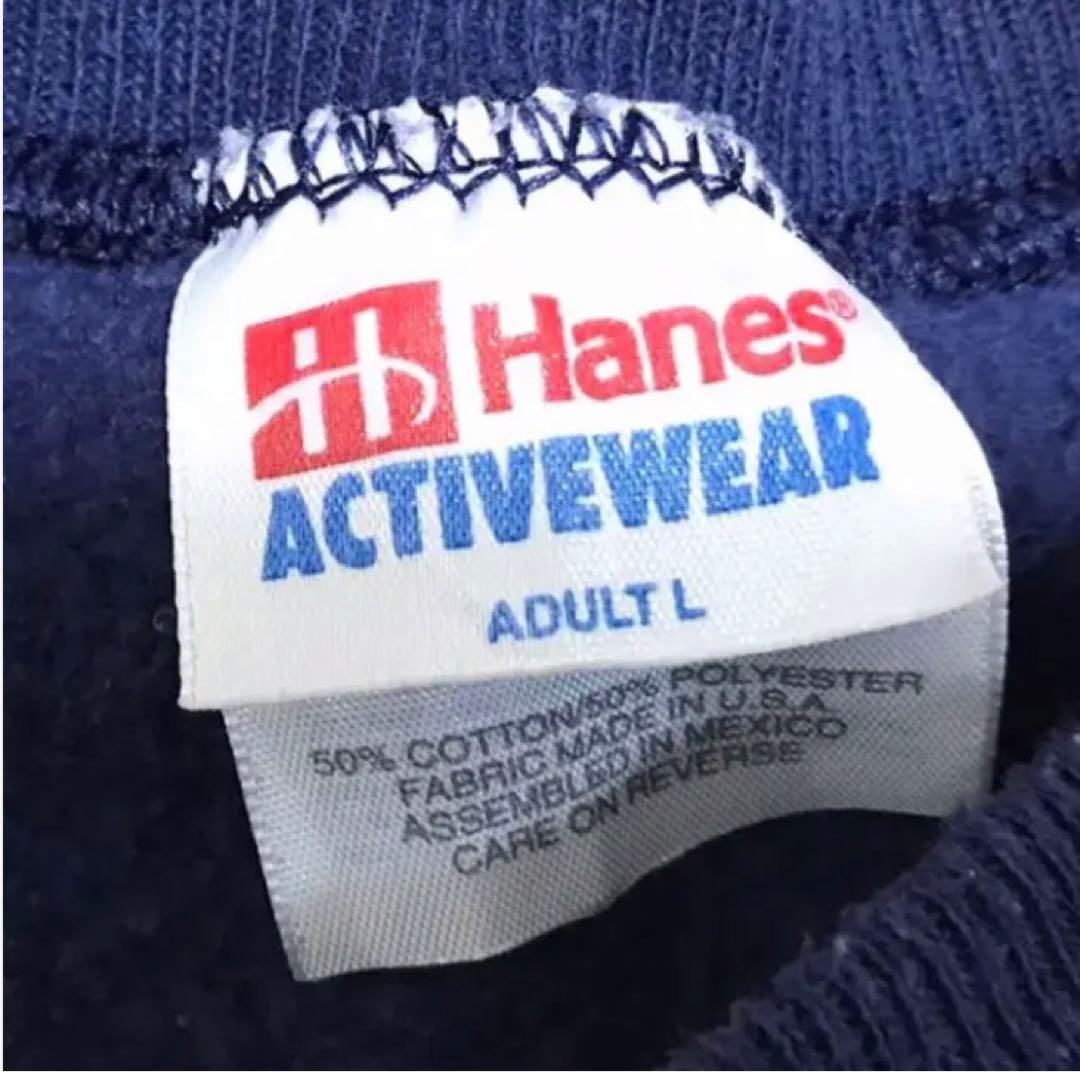 H Hanes®
ACTIVEWEAR
ADULT L
50% COTTON/50% POLYESTER
FABRIC MADE IN U.S.A
ASSEMBLED IN MEXICO
CARE ON REVERSE